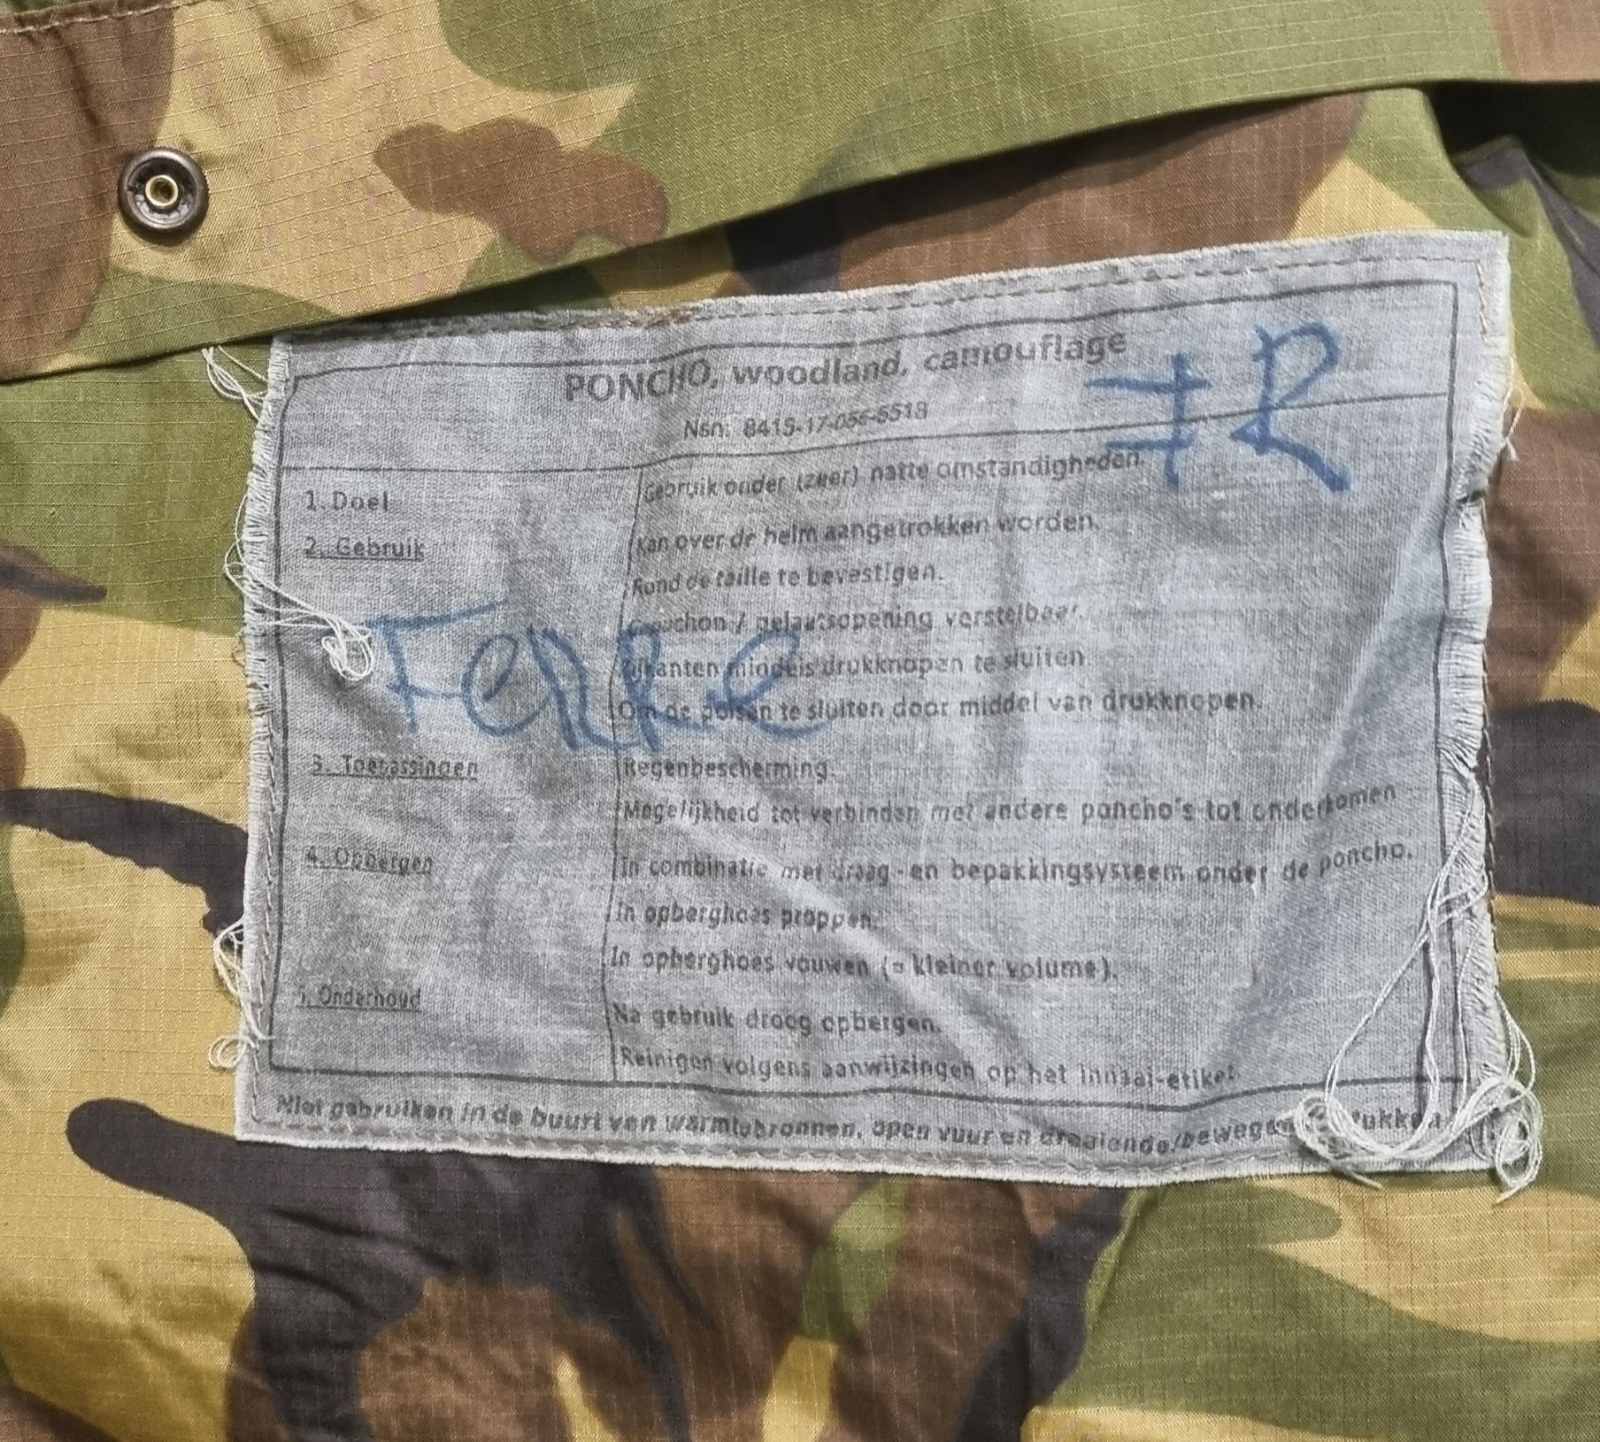 PONCHO, woodland, camouflage
Nsn: 8415-17-056-5518
FR
1. Doel Gebruik onder (zeer) natte omstandigheden.
2. Gebruik Kan over de helm aangetrokken worden.
Rond de taille te bevestigen.
Capuchon / gelaatsopening verstelbaar.
Zijkanten middels drukknopen te sluiten
Ferre
Om de polsen te sluiten door middel van drukknopen.
3. Toepassingen Regenbescherming.
Mogelijkheid tot verbinden met andere poncho's tot onderkomen
In combinatie met draag- en bepakkingsysteem onder de poncho.
4. Opbergen In opberghoes proppen.
In opberghoes vouwen (= kleiner volume).
5. Onderhoud Na gebruik droog opbergen.
Reinigen volgens aanwijzingen op het innaai-etiket.
Niet gebruiken in de buurt van warmtebronnen, open vuur en draaiende/